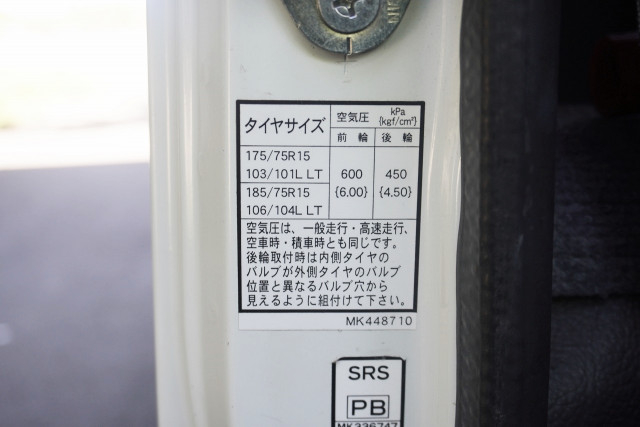 タイヤサイズ 空気圧 kPa {kgf/cm²}
前輪 後輪
175/75R15
103/101L LT 600 450
185/75R15 {6.00} {4.50}
106/104L LT
空気圧は、一般走行・高速走行、
空車時・積車時とも同じです。
後輪取付時は内側タイヤの
バルブが外側タイヤのバルブ
位置と異なるバルブ穴から
見えるように組付けて下さい。
MK448710
SRS
PB
MK336747